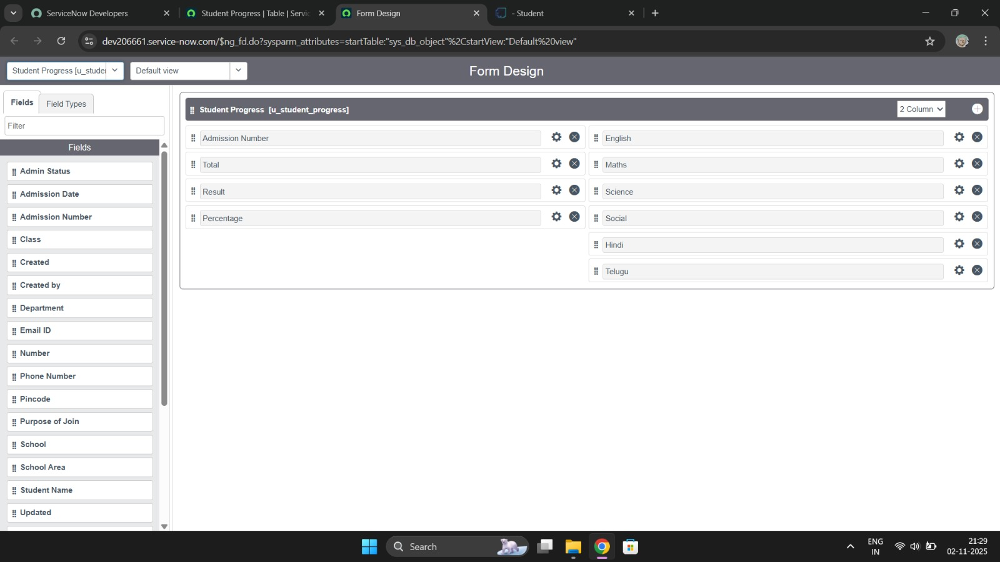 ServiceNow Developers
Student Progress | Table | Servic
Form Design
- Student
dev206661.service-now.com/$ng_fd.do?sysparm_attributes=startTable:"sys_db_object"%2CstartView:"Default%20view"
Student Progress [u_studer
Default view
Form Design
Fields
Field Types
Filter
Fields
Admin Status
Admission Date
Admission Number
Class
Created
Created by
Department
Email ID
Number
Phone Number
Pincode
Purpose of Join
School
School Area
Student Name
Updated
Student Progress [u_student_progress]
2 Column
Admission Number
Total
Result
Percentage
English
Maths
Science
Social
Hindi
Telugu
Search
ENG
IN
21:29
02-11-2025